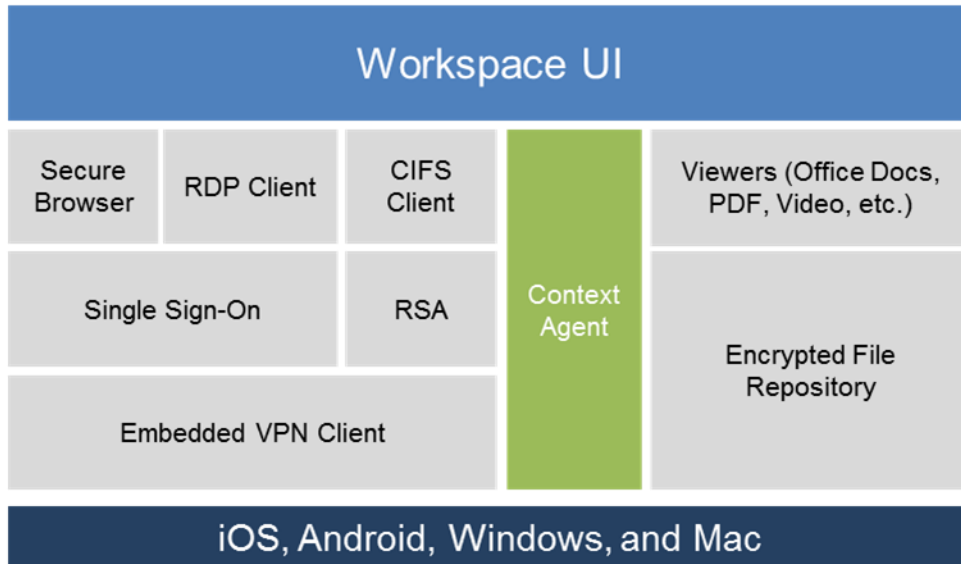 Workspace UI
Secure
Browser
RDP Client
CIFS
Client
Context
Agent
Viewers (Office Docs,
PDF, Video, etc.)
Single Sign-On
RSA
Encrypted File
Repository
Embedded VPN Client
iOS, Android, Windows, and Mac